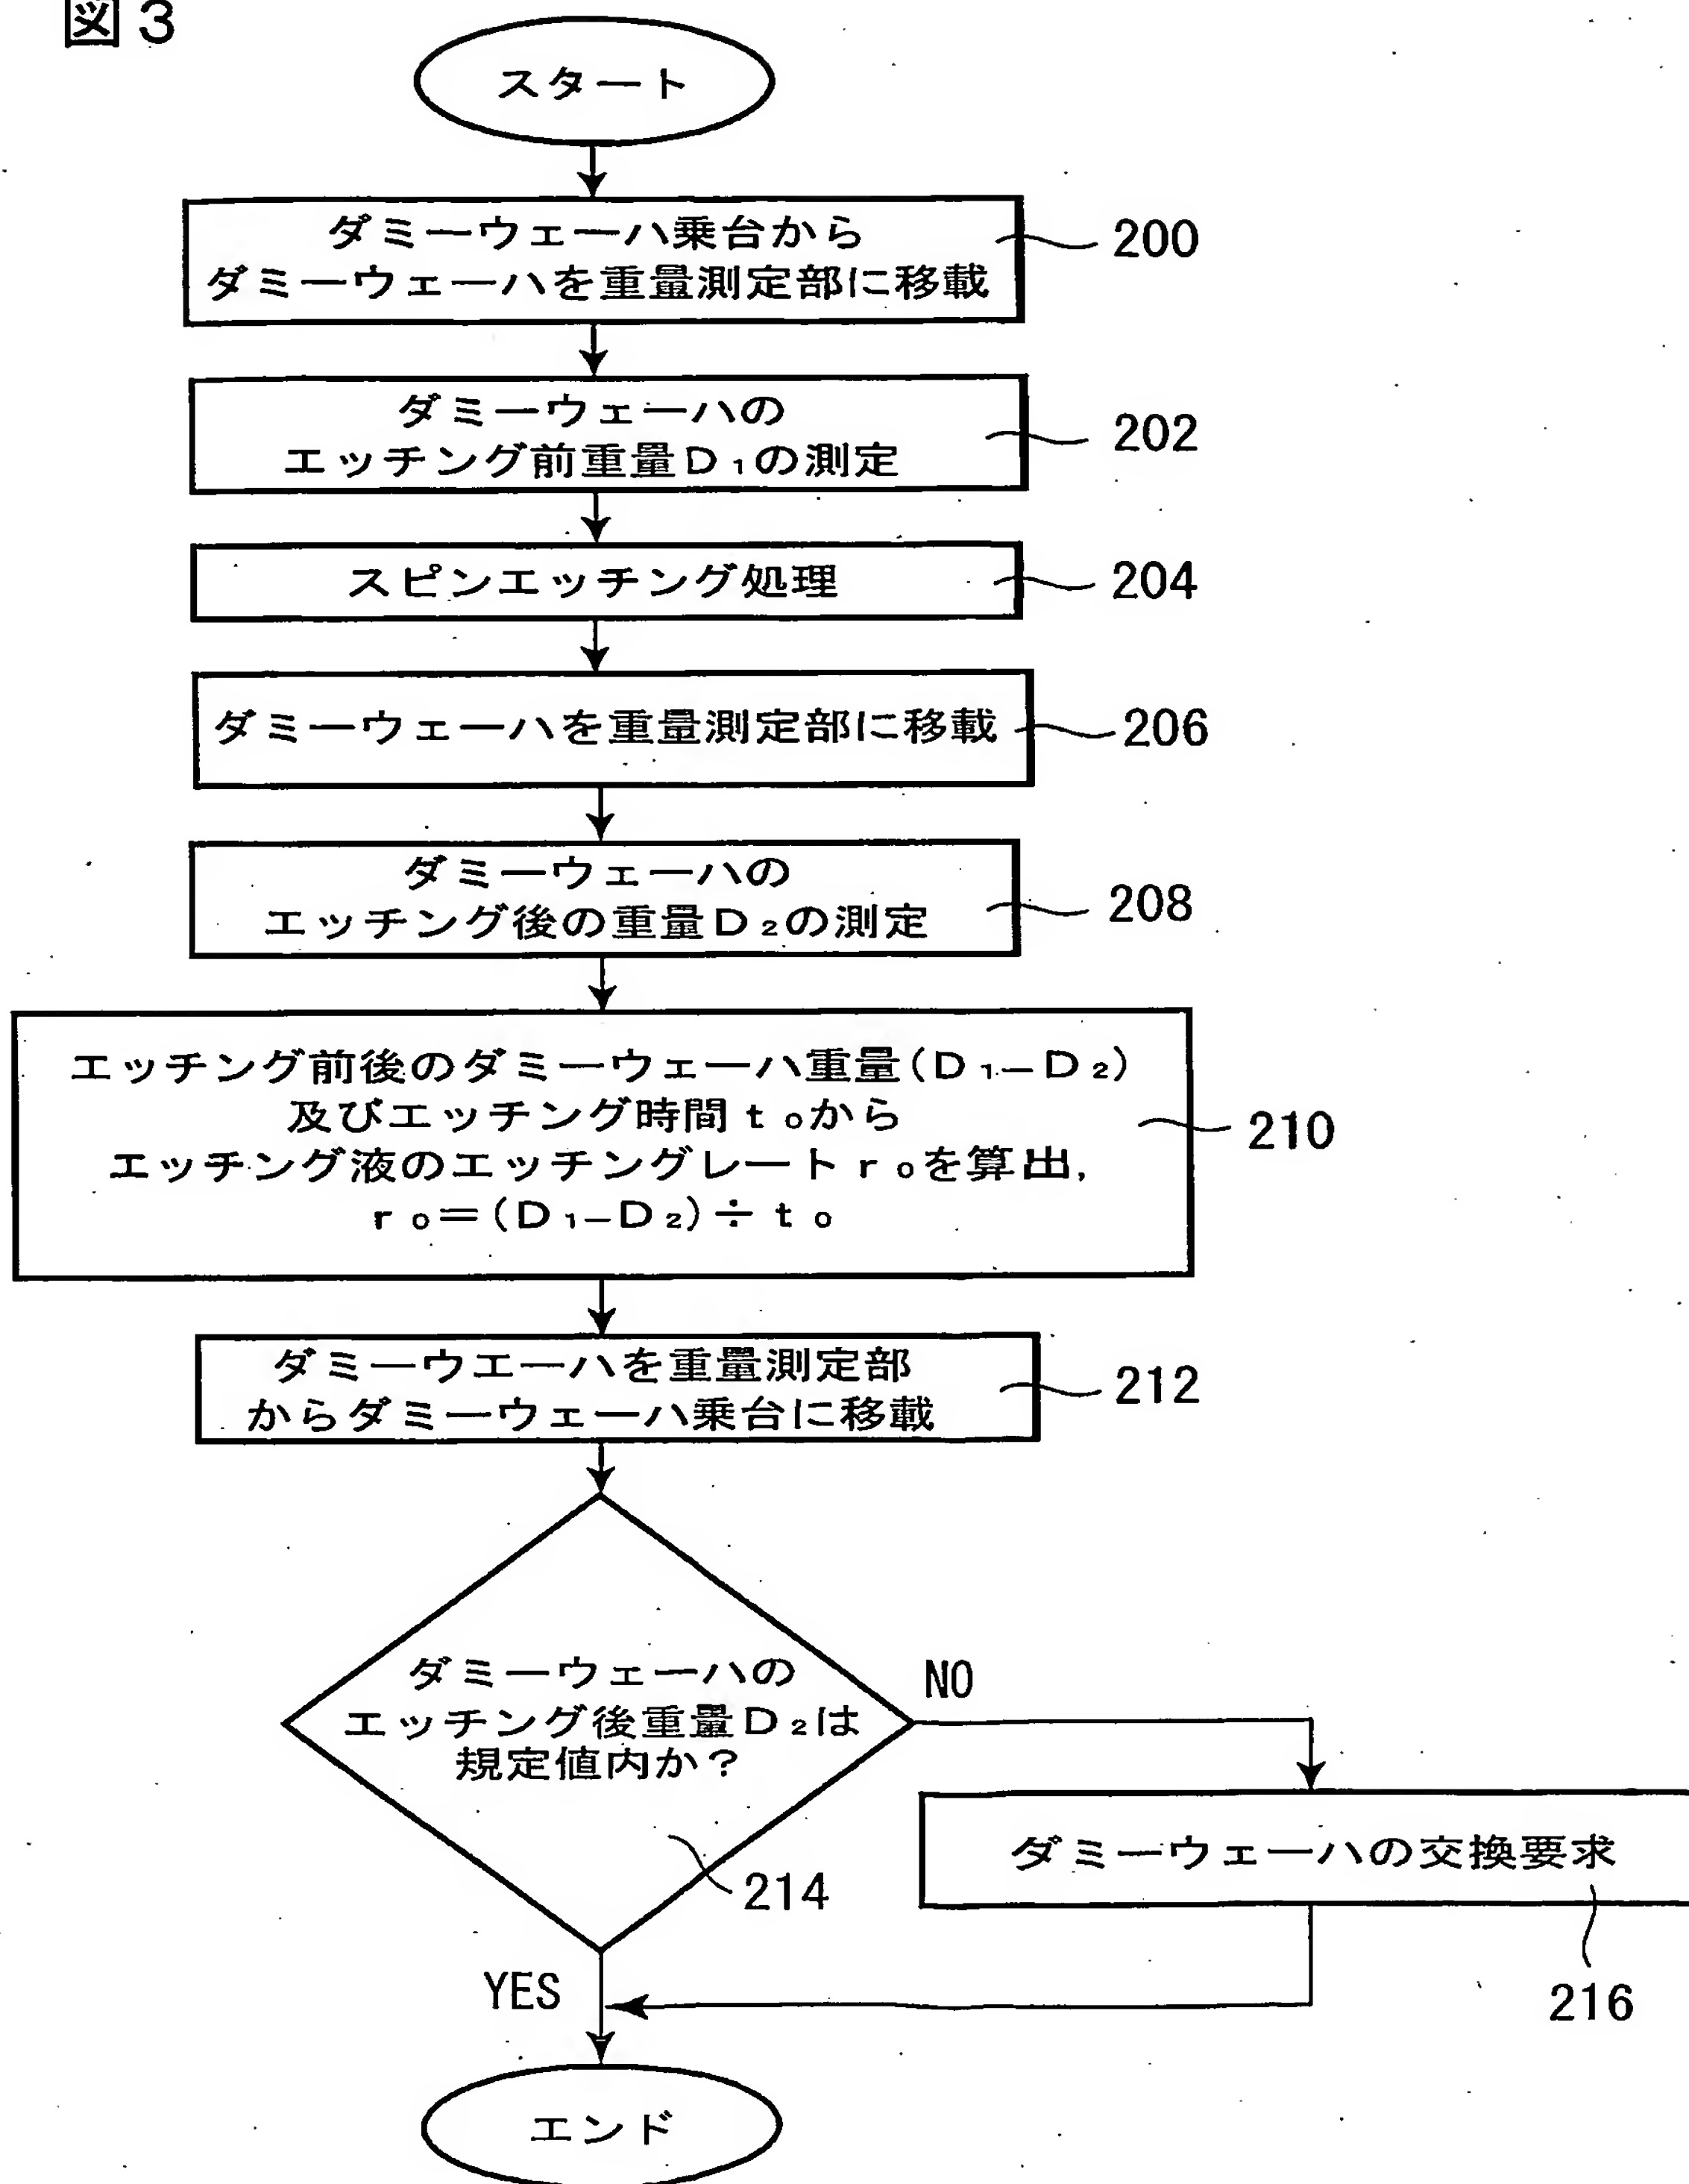 図3
スタート
ダミーウェーハ乗台から
ダミーウェーハを重量測定部に移載
200
ダミーウェーハの
エッチング前重量D₁の測定
202
スピンエッチング処理
204
ダミーウェーハを重量測定部に移載
206
ダミーウェーハの
エッチング後の重量D₂の測定
208
エッチング前後のダミーウェーハ重量(D₁−D₂)
及びエッチング時間t₀から
エッチング液のエッチングレートr₀を算出,
r₀=(D₁−D₂)÷t₀
210
ダミーウエーハを重量測定部
からダミーウェーハ乗台に移載
212
ダミーウェーハの
エッチング後重量D₂は
規定値内か?
214
NO
ダミーウェーハの交換要求
216
YES
エンド